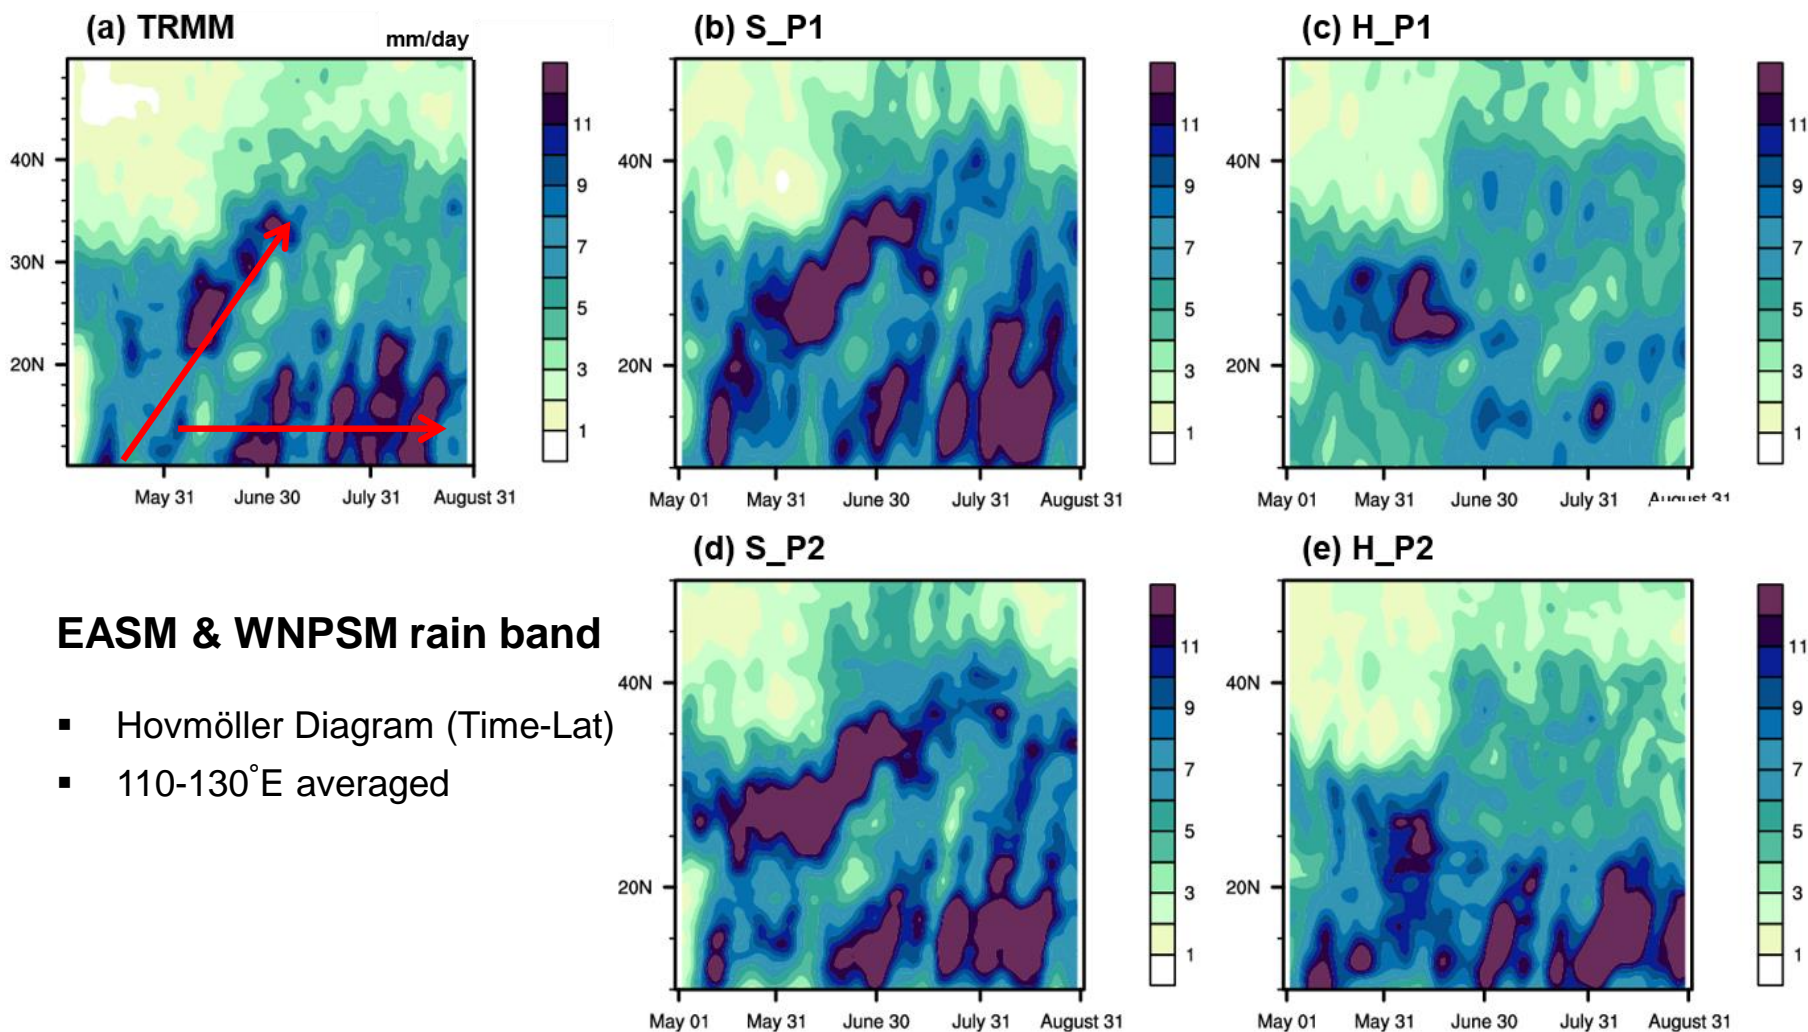 (a) TRMM
mm/day
40N
30N
20N
May 31 June 30 July 31 August 31
11
9
7
5
3
1
(b) S_P1
40N
20N
May 01 May 31 June 30 July 31 August 31
11
9
7
5
3
1
(c) H_P1
40N
20N
May 01 May 31 June 30 July 31 August 31
11
9
7
5
3
1
EASM & WNPSM rain band
▪ Hovmöller Diagram (Time-Lat)
▪ 110-130˚E averaged
(d) S_P2
40N
20N
May 01 May 31 June 30 July 31 August 31
11
9
7
5
3
1
(e) H_P2
40N
20N
May 01 May 31 June 30 July 31 August 31
11
9
7
5
3
1